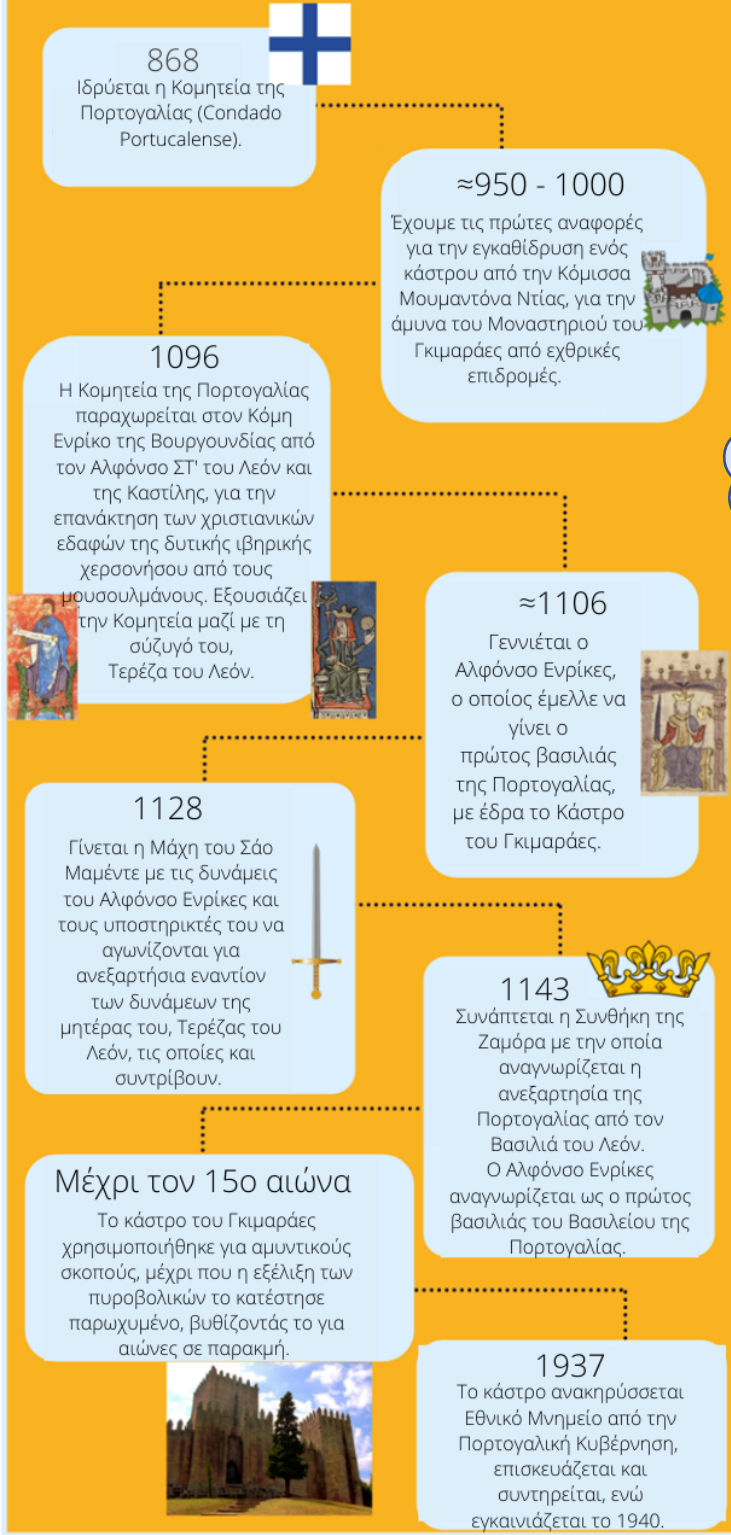 868
Ιδρύεται η Κομητεία της
Πορτογαλίας (Condado
Portucalense).
≈950 - 1000
Έχουμε τις πρώτες αναφορές
για την εγκαθίδρυση ενός
κάστρου από την Κόμισσα
Μουμαντόνα Ντίας, για την
άμυνα του Μοναστηριού του
Γκιμαράες από εχθρικές
επιδρομές.
1096
Η Κομητεία της Πορτογαλίας
παραχωρείται στον Κόμη
Ενρίκο της Βουργουνδίας από
τον Αλφόνσο ΣΤ' του Λεόν και
της Καστίλης, για την
επανάκτηση των χριστιανικών
εδαφών της δυτικής ιβηρικής
χερσονήσου από τους
μουσουλμάνους. Εξουσιάζει
την Κομητεία μαζί με τη
σύζυγό του,
Τερέζα του Λεόν.
≈1106
Γεννιέται ο
Αλφόνσο Ενρίκες,
ο οποίος έμελλε να
γίνει ο
πρώτος βασιλιάς
της Πορτογαλίας,
με έδρα το Κάστρο
του Γκιμαράες.
1128
Γίνεται η Μάχη του Σάο
Μαμέντε με τις δυνάμεις
του Αλφόνσο Ενρίκες και
τους υποστηρικτές του να
αγωνίζονται για
ανεξαρτήσια εναντίον
των δυνάμεων της
μητέρας του, Τερέζας του
Λεόν, τις οποίες και
συντρίβουν.
1143
Συνάπτεται η Συνθήκη της
Ζαμόρα με την οποία
αναγνωρίζεται η
ανεξαρτησία της
Πορτογαλίας από τον
Βασιλιά του Λεόν.
Ο Αλφόνσο Ενρίκες
αναγνωρίζεται ως ο πρώτος
βασιλιάς του Βασιλείου της
Πορτογαλίας.
Μέχρι τον 15ο αιώνα
Το κάστρο του Γκιμαράες
χρησιμοποιήθηκε για αμυντικούς
σκοπούς, μέχρι που η εξέλιξη των
πυροβολικών το κατέστησε
παρωχυμένο, βυθίζοντάς το για
αιώνες σε παρακμή.
1937
Το κάστρο ανακηρύσσεται
Εθνικό Μνημείο από την
Πορτογαλική Κυβέρνηση,
επισκευάζεται και
συντηρείται, ενώ
εγκαινιάζεται το 1940.